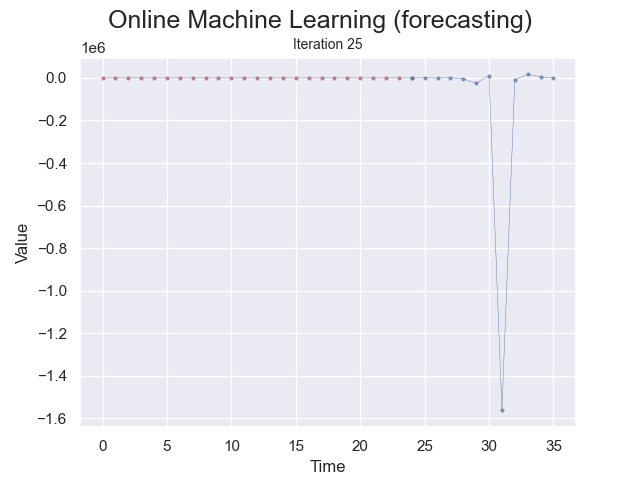 Online Machine Learning (forecasting)
Iteration 25
1e6
0.0
−0.2
−0.4
−0.6
−0.8
−1.0
−1.2
−1.4
−1.6
Value
0 5 10 15 20 25 30 35
Time